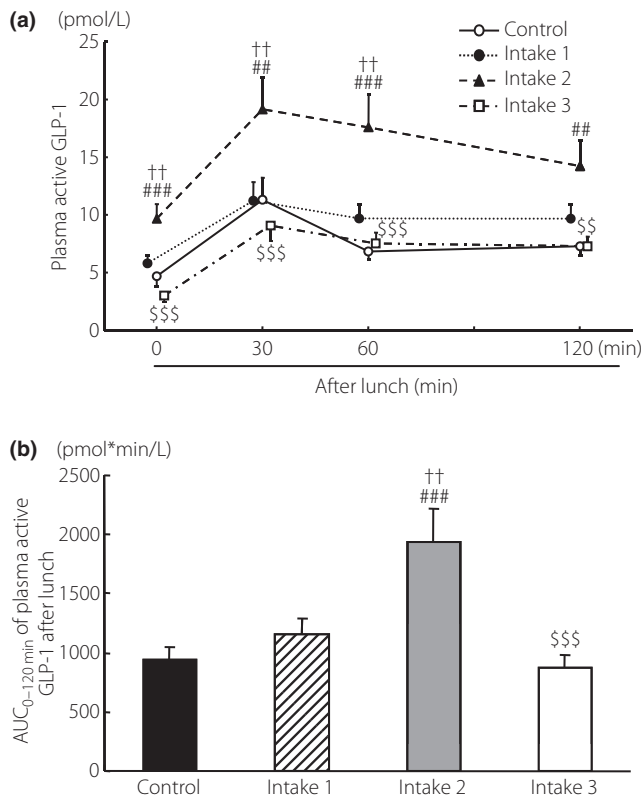 (a) (pmol/L)
Control
Intake 1
Intake 2
Intake 3
Plasma active GLP-1
25
20
15
10
5
0
††
###
††
##
††
###
##
$$$
$$$
$$$
$$
0 30 60 120 (min)
After lunch (min)
(b) (pmol*min/L)
AUC0–120 min of plasma active
GLP-1 after lunch
2500
2000
1500
1000
500
0
††
###
$$$
Control Intake 1 Intake 2 Intake 3